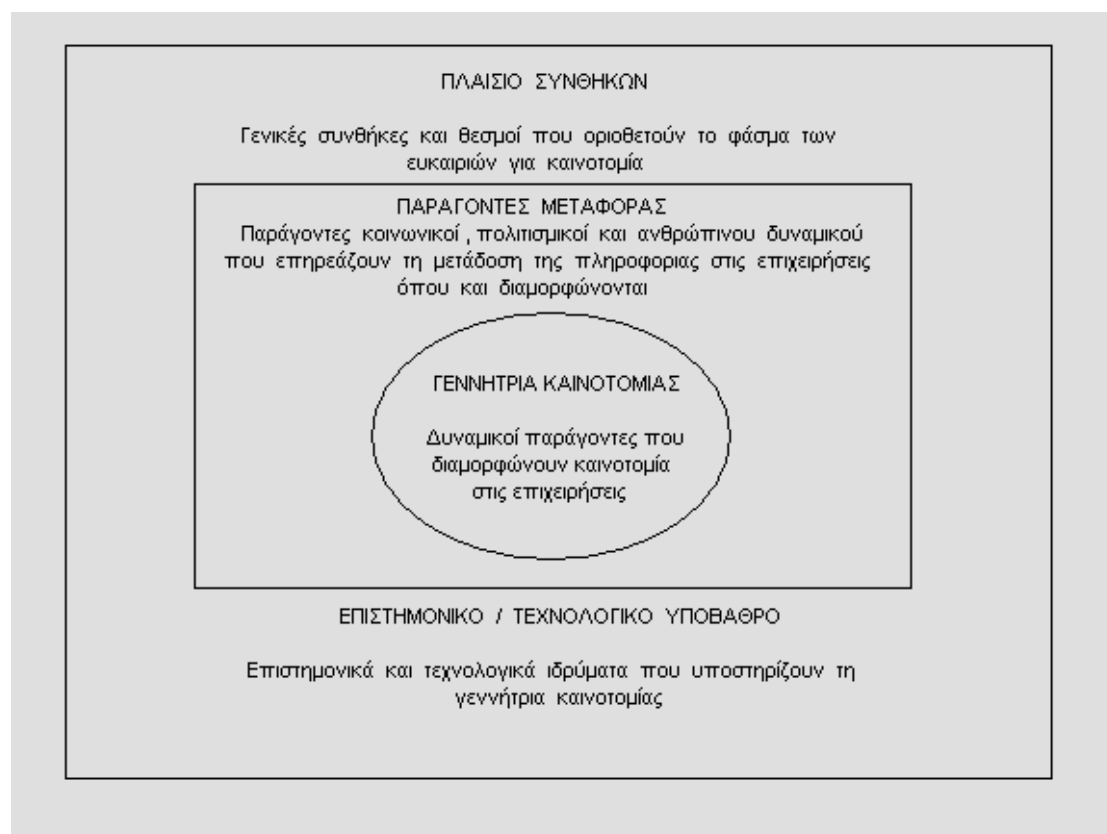 ΠΛΑΙΣΙΟ ΣΥΝΘΗΚΩΝ
Γενικές συνθήκες και θεσμοί που οριοθετούν το φάσμα των
ευκαιριών για καινοτομία
ΠΑΡΑΓΟΝΤΕΣ ΜΕΤΑΦΟΡΑΣ
Παράγοντες κοινωνικοί , πολιτισμικοί και ανθρώπινου δυναμικού
που επηρεάζουν τη μετάδοση της πληροφοριας στις επιχειρήσεις
όπου και διαμορφώνονται
ΓΕΝΝΗΤΡΙΑ ΚΑΙΝΟΤΟΜΙΑΣ
Δυναμικοί παράγοντες που
διαμορφώνουν καινοτομία
στις επιχειρήσεις
ΕΠΙΣΤΗΜΟΝΙΚΟ / ΤΕΧΝΟΛΟΓΙΚΟ ΥΠΟΒΑΘΡΟ
Επιστημονικά και τεχνολογικά ιδρύματα που υποστηρίζουν τη
γεννήτρια καινοτομίας